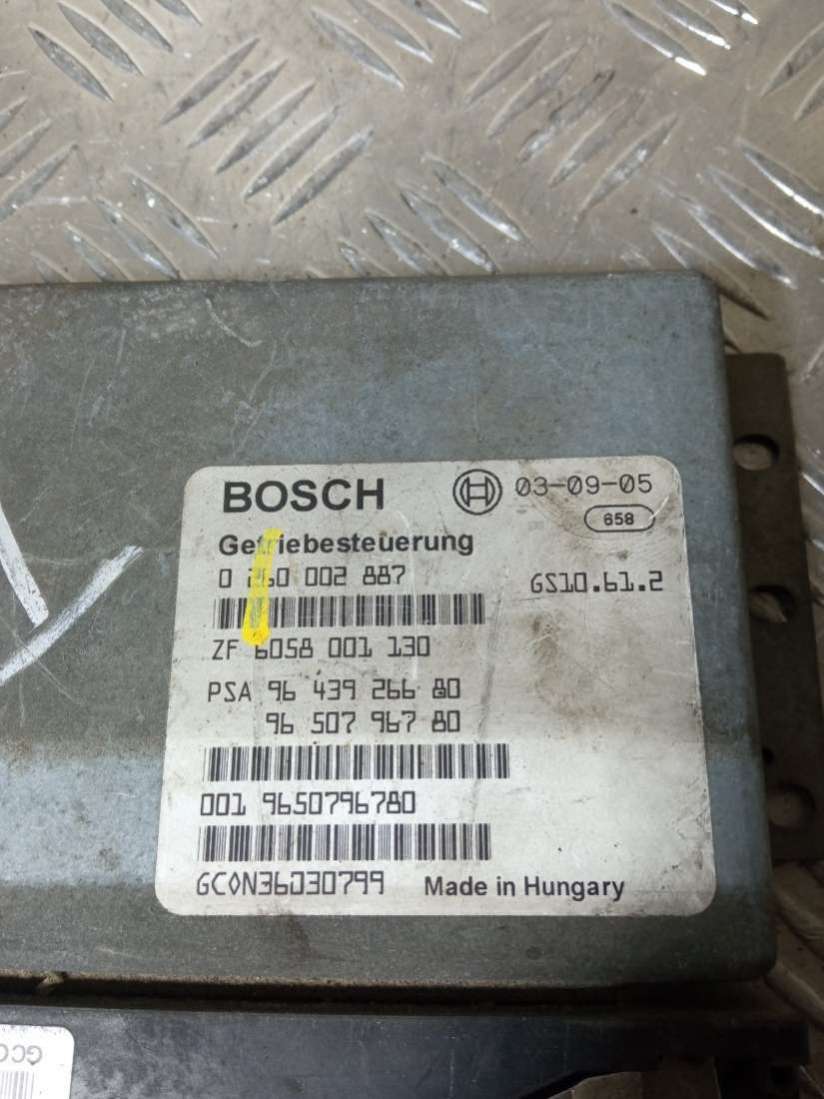 BOSCH 03-09-05
658
Getriebesteuerung
0 260 002 887 GS10.61.2
ZF 6058 001 130
PSA 96 439 266 80
96 507 967 80
001 9650796780
GC0N36030799 Made in Hungary